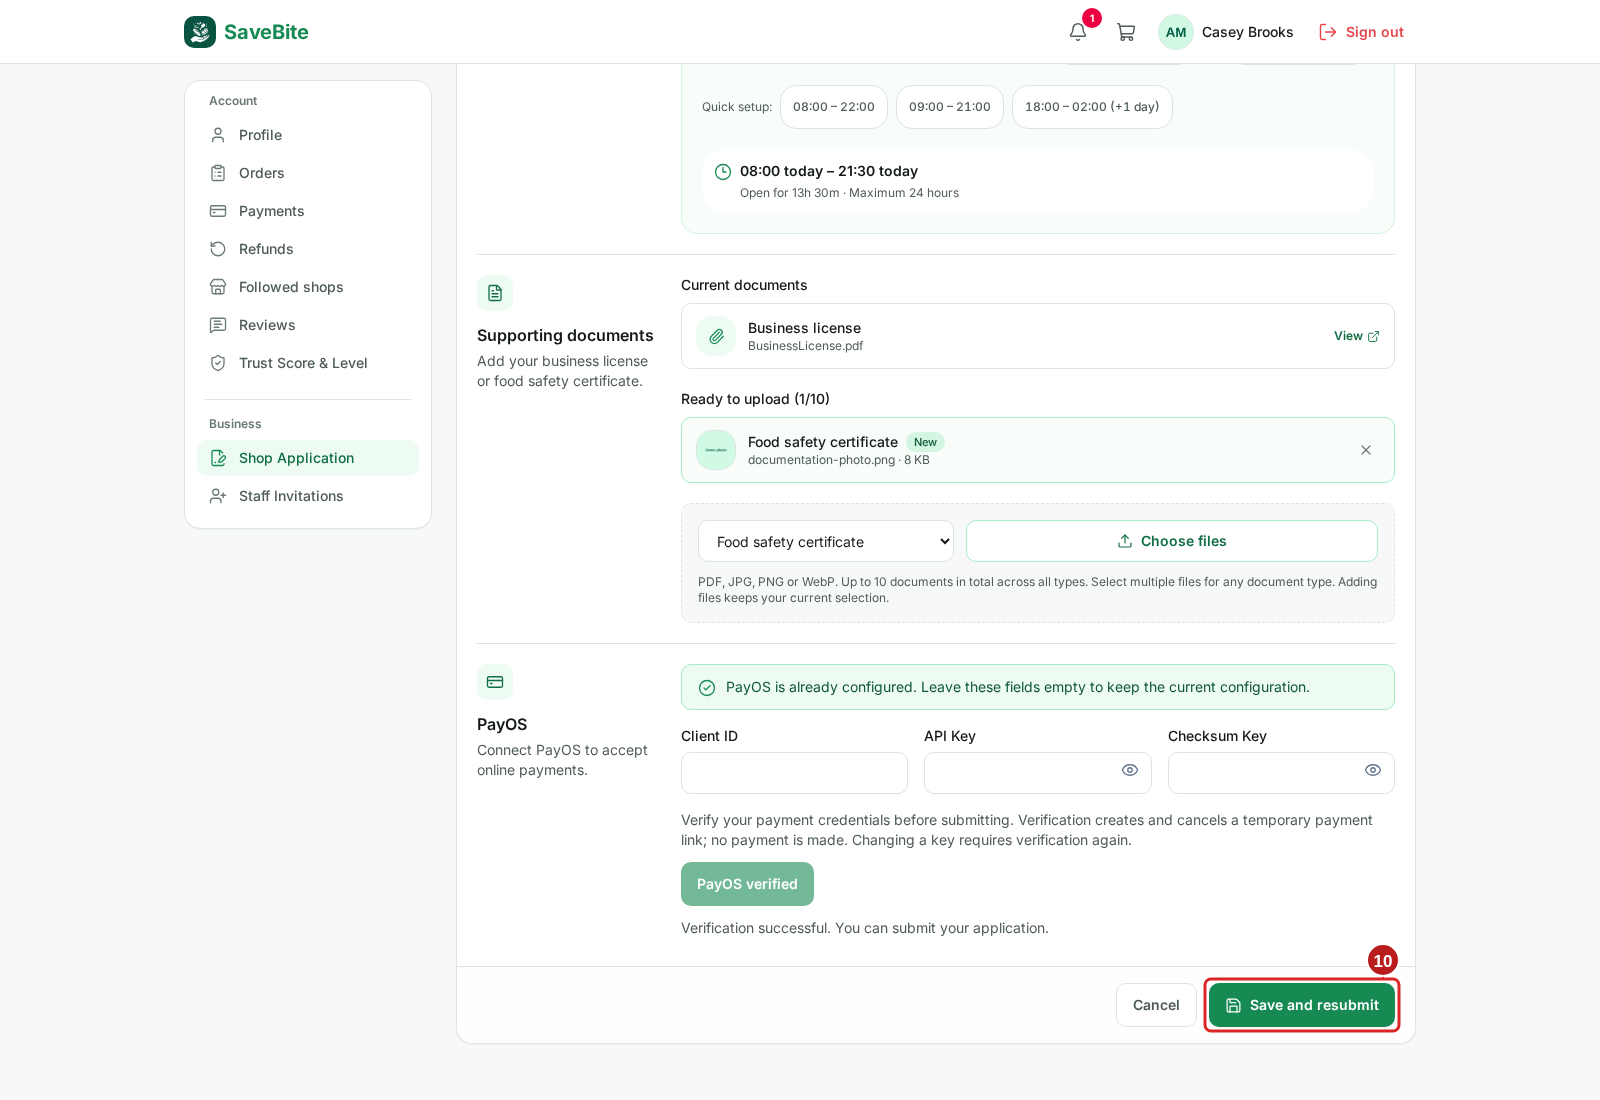 SaveBite
1
AM
Casey Brooks
Sign out
Account
Profile
Orders
Payments
Refunds
Followed shops
Reviews
Trust Score & Level
Business
Shop Application
Staff Invitations
Quick setup:
08:00 – 22:00
09:00 – 21:00
18:00 – 02:00 (+1 day)
08:00 today – 21:30 today
Open for 13h 30m · Maximum 24 hours
Supporting documents
Add your business license
or food safety certificate.
Current documents
Business license
BusinessLicense.pdf
View
Ready to upload (1/10)
Food safety certificate
New
documentation-photo.png · 8 KB
Food safety certificate
Choose files
PDF, JPG, PNG or WebP. Up to 10 documents in total across all types. Select multiple files for any document type. Adding
files keeps your current selection.
PayOS
Connect PayOS to accept
online payments.
PayOS is already configured. Leave these fields empty to keep the current configuration.
Client ID
API Key
Checksum Key
Verify your payment credentials before submitting. Verification creates and cancels a temporary payment
link; no payment is made. Changing a key requires verification again.
PayOS verified
Verification successful. You can submit your application.
10
Cancel
Save and resubmit